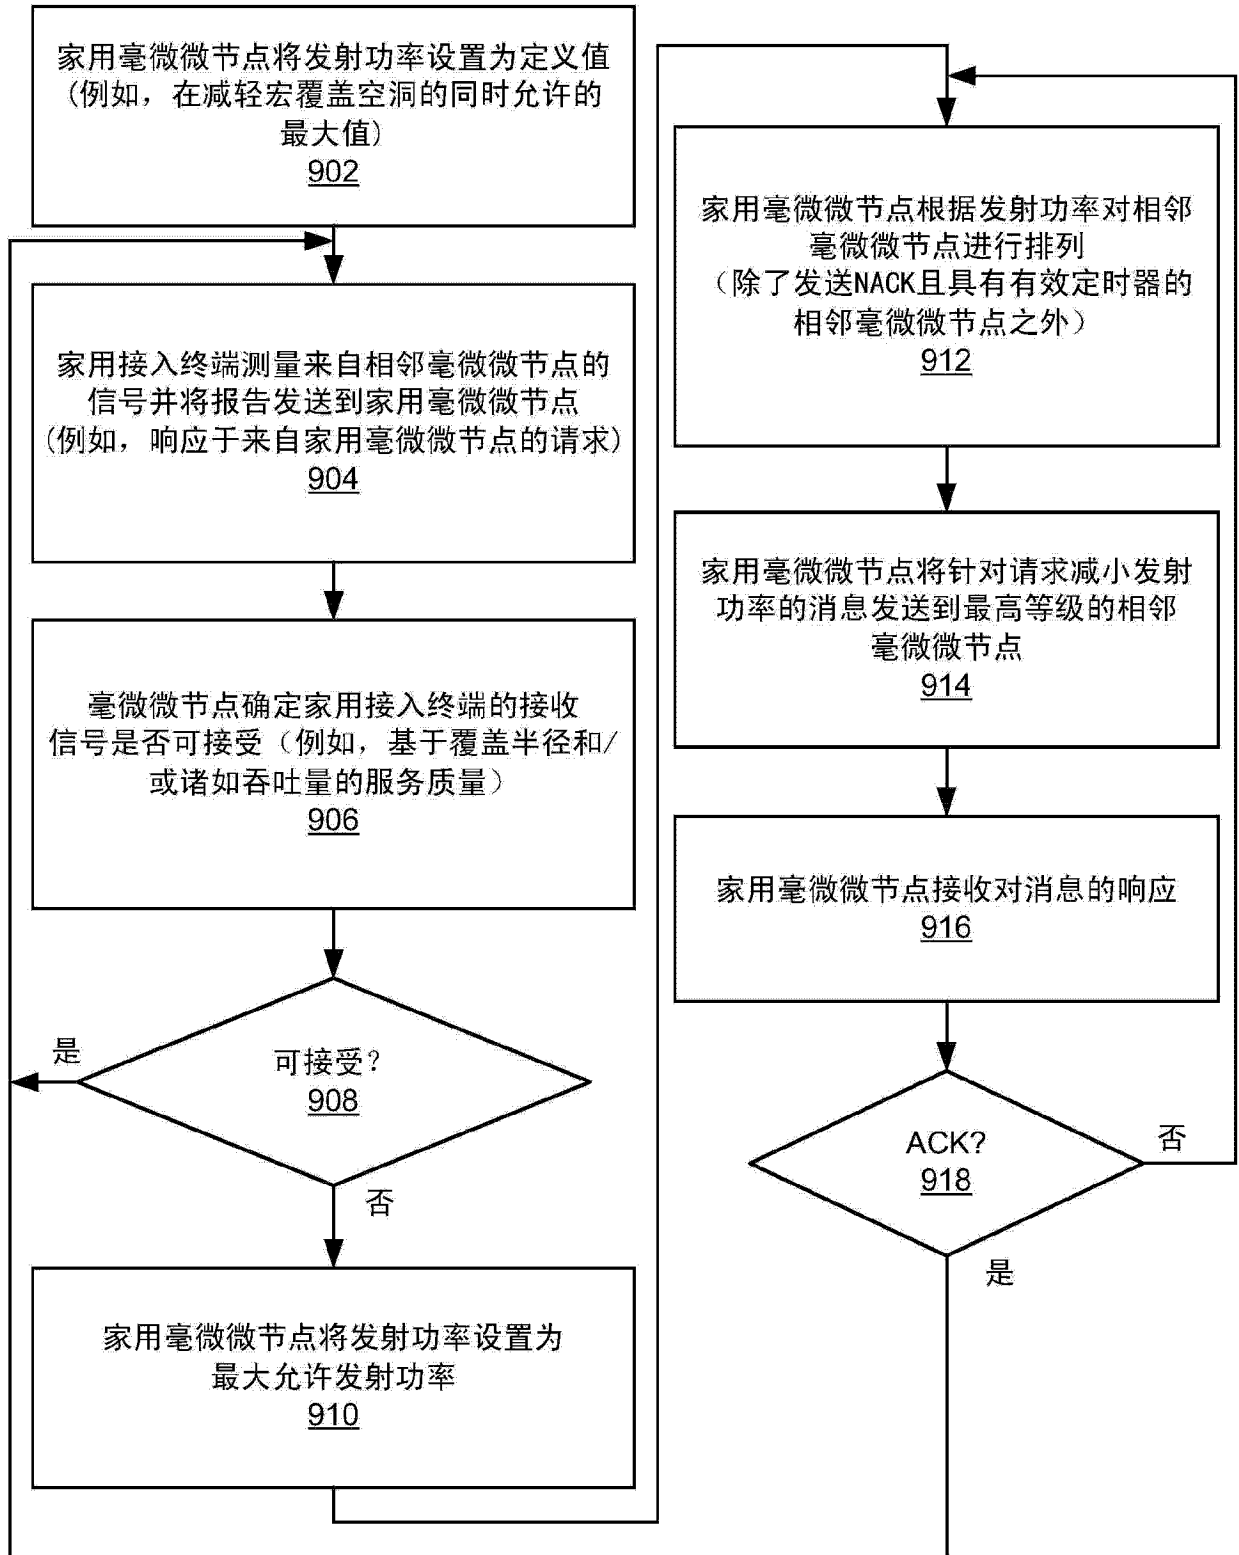 家用毫微微节点将发射功率设置为定义值
(例如，在减轻宏覆盖空洞的同时允许的
最大值)
902
家用接入终端测量来自相邻毫微微节点的
信号并将报告发送到家用毫微微节点
(例如，响应于来自家用毫微微节点的请求)
904
毫微微节点确定家用接入终端的接收
信号是否可接受（例如，基于覆盖半径和/
或诸如吞吐量的服务质量）
906
可接受?
908
是
否
家用毫微微节点将发射功率设置为
最大允许发射功率
910
家用毫微微节点根据发射功率对相邻
毫微微节点进行排列
（除了发送NACK且具有有效定时器的
相邻毫微微节点之外）
912
家用毫微微节点将针对请求减小发射
功率的消息发送到最高等级的相邻
毫微微节点
914
家用毫微微节点接收对消息的响应
916
ACK?
918
否
是